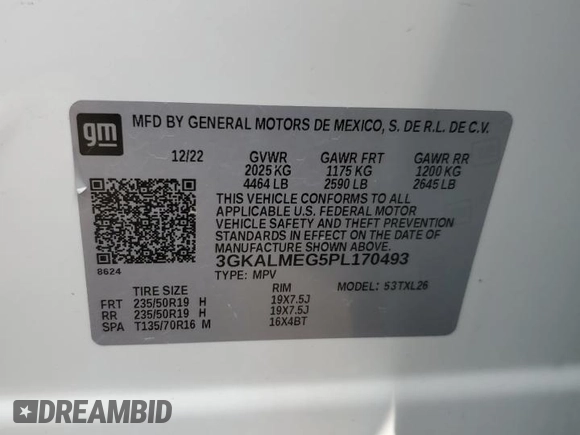 gm
MFD BY GENERAL MOTORS DE MEXICO, S. DE R.L. DE C.V.
12/22 GVWR GAWR FRT GAWR RR
2025 KG 1175 KG 1200 KG
4464 LB 2590 LB 2645 LB
THIS VEHICLE CONFORMS TO ALL
APPLICABLE U.S. FEDERAL MOTOR
VEHICLE SAFETY AND THEFT PREVENTION
STANDARDS IN EFFECT ON THE DATE OF
MANUFACTURE SHOWN ABOVE.
3GKALMEG5PL170493
8624
TYPE: MPV
53TXL26
TIRE SIZE RIM
FRT 235/50R19 H 19X7.5J
RR 235/50R19 H 19X7.5J
SPA T135/70R16 M 16X4BT
DREAMBID